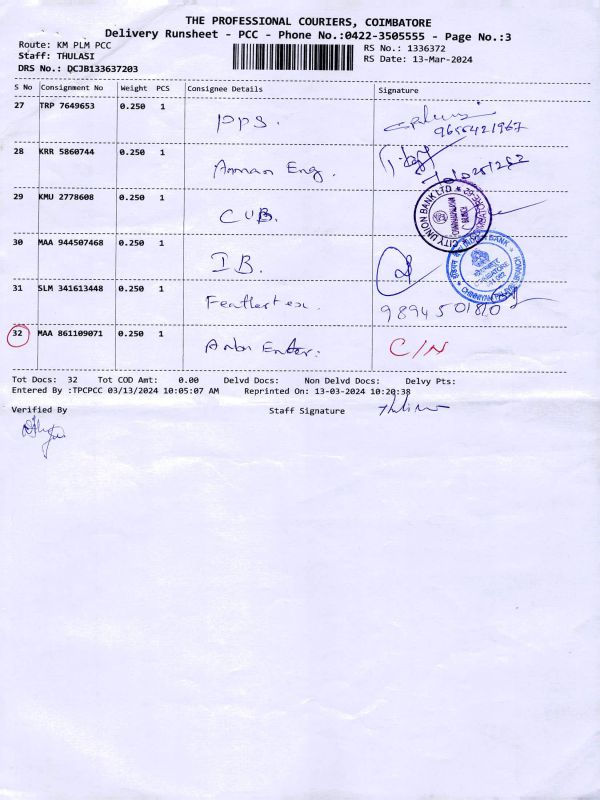 THE PROFESSIONAL COURIERS, COIMBATORE
Delivery Runsheet - PCC - Phone No.:0422-3505555 - Page No.:3
Route: KM PLM PCC
RS No.: 1336372
Staff: THULASI
RS Date: 13-Mar-2024
DRS No.: DCJB133637203
S No Consignment No Weight PCS Consignee Details Signature
27 TRP 7649653 0.250 1 PPS.
9655421967
28 KRR 5860744 0.250 1 Amman Eng.
29 KMU 2778608 0.250 1 CUB.
CITY UNION BANK LTD
30 MAA 944507468 0.250 1 IB.
31 SLM 341613448 0.250 1
32 MAA 861109071 0.250 1 C/N
Tot Docs: 32 Tot COD Amt: 0.00 Delvd Docs: Non Delvd Docs: Delvy Pts:
Entered By :TPCPCC 03/13/2024 10:05:07 AM Reprinted On: 13-03-2024 10:20:38
Verified By Staff Signature